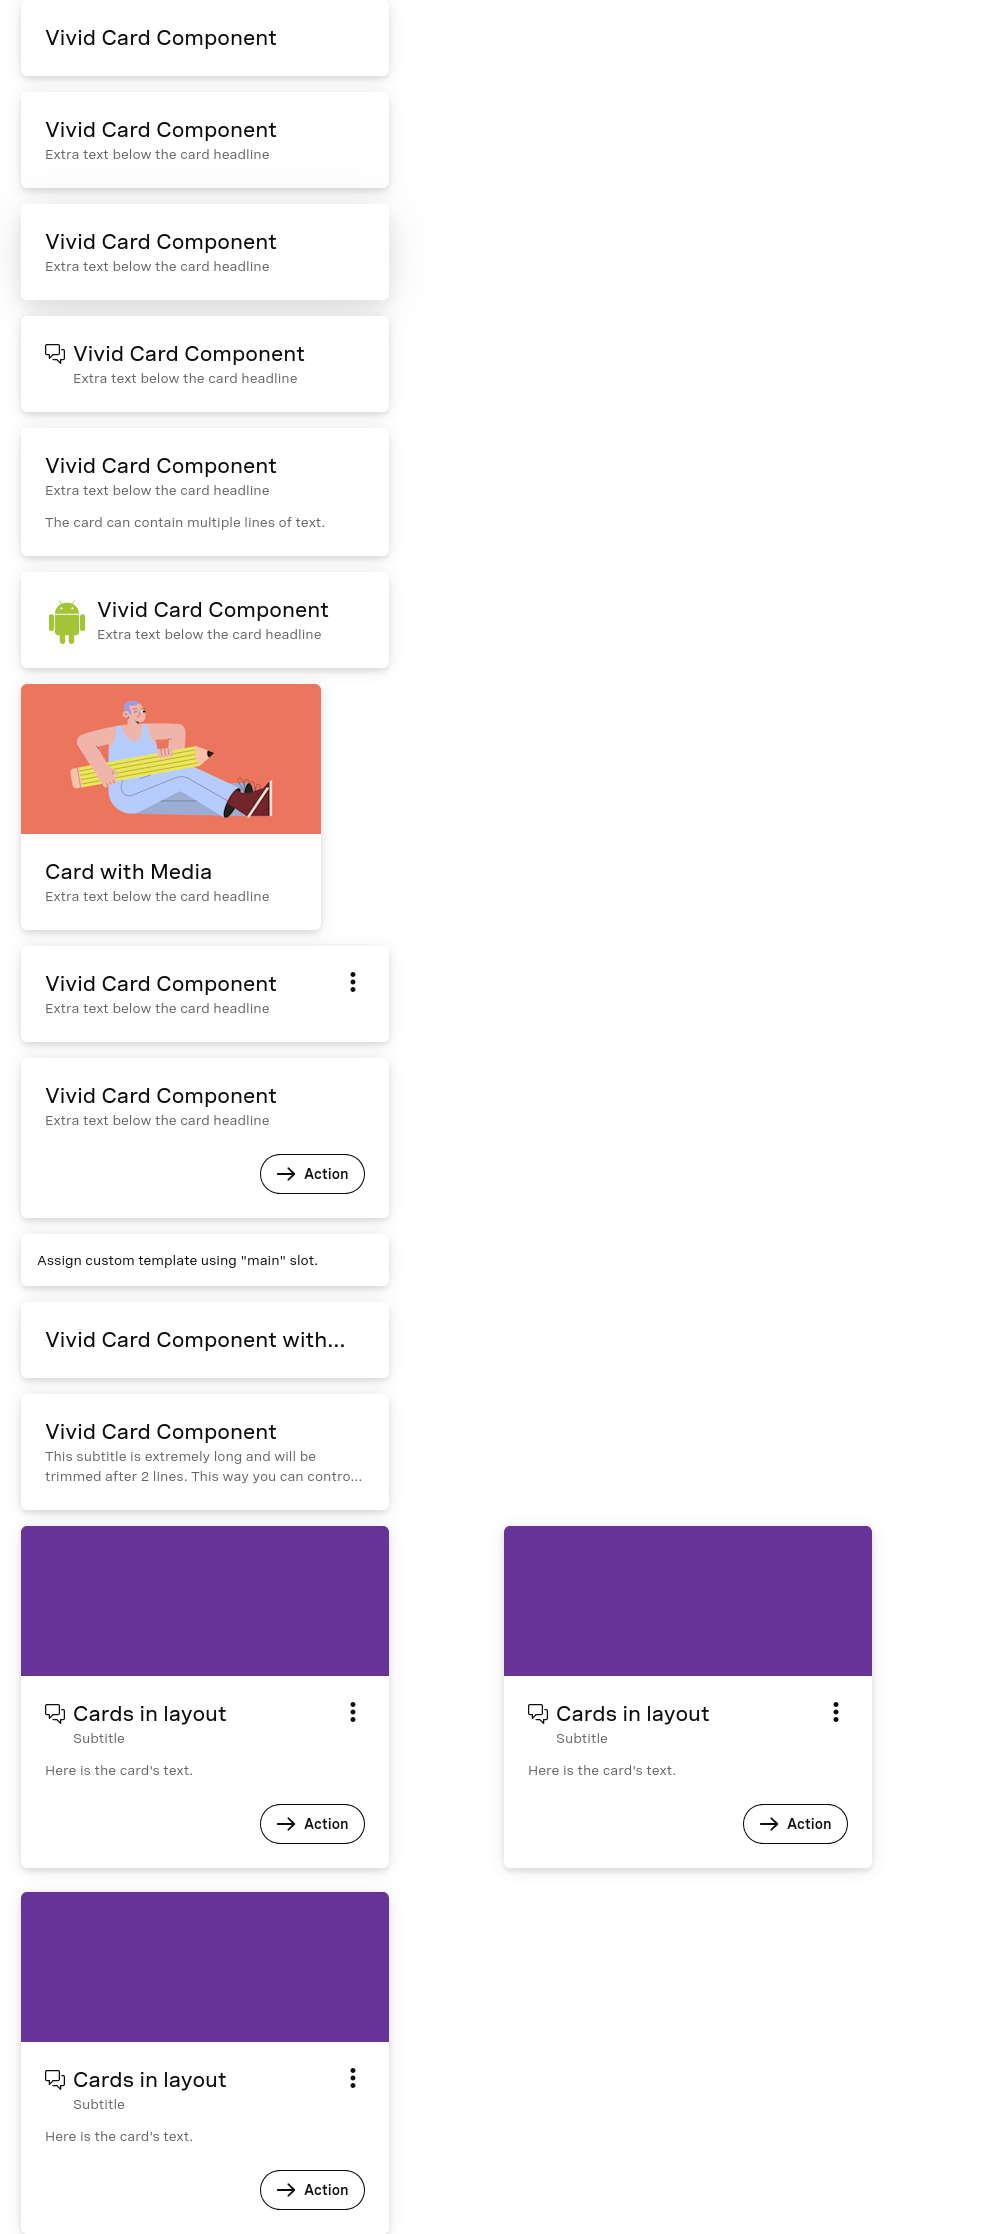 Vivid Card Component
Vivid Card Component
Extra text below the card headline
Vivid Card Component
Extra text below the card headline
Vivid Card Component
Extra text below the card headline
Vivid Card Component
Extra text below the card headline
The card can contain multiple lines of text.
Vivid Card Component
Extra text below the card headline
Card with Media
Extra text below the card headline
Vivid Card Component
Extra text below the card headline
Vivid Card Component
Extra text below the card headline
Action
Assign custom template using "main" slot.
Vivid Card Component with...
Vivid Card Component
This subtitle is extremely long and will be
trimmed after 2 lines. This way you can contro...
Cards in layout
Subtitle
Here is the card's text.
Action
Cards in layout
Subtitle
Here is the card's text.
Action
Cards in layout
Subtitle
Here is the card's text.
Action